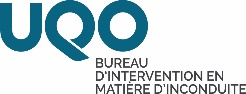 UQO
BUREAU
D'INTERVENTION EN
MATIÈRE D'INCONDUITE